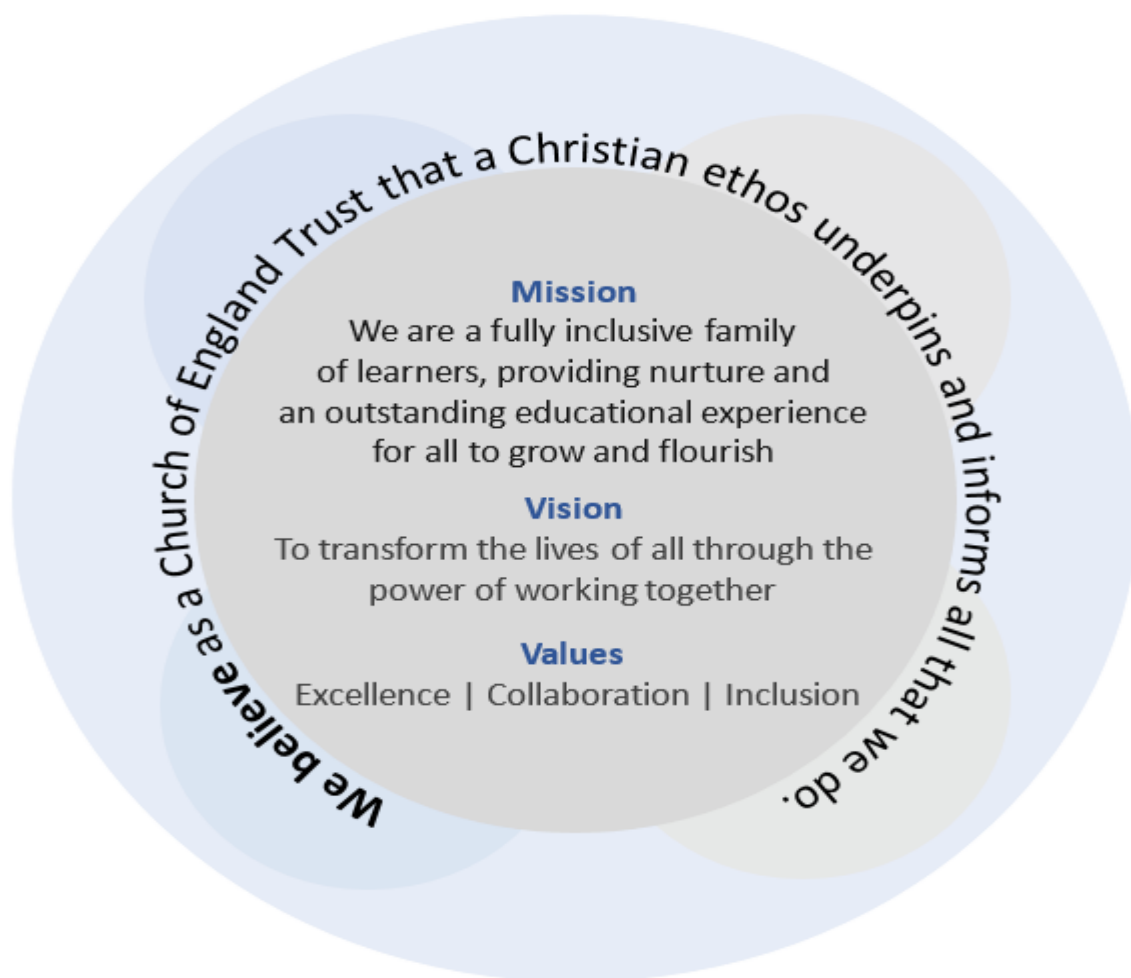 We believe as a Church of England Trust that a Christian ethos underpins and informs all that we do.
Mission
We are a fully inclusive family
of learners, providing nurture and
an outstanding educational experience
for all to grow and flourish
Vision
To transform the lives of all through the
power of working together
Values
Excellence | Collaboration | Inclusion